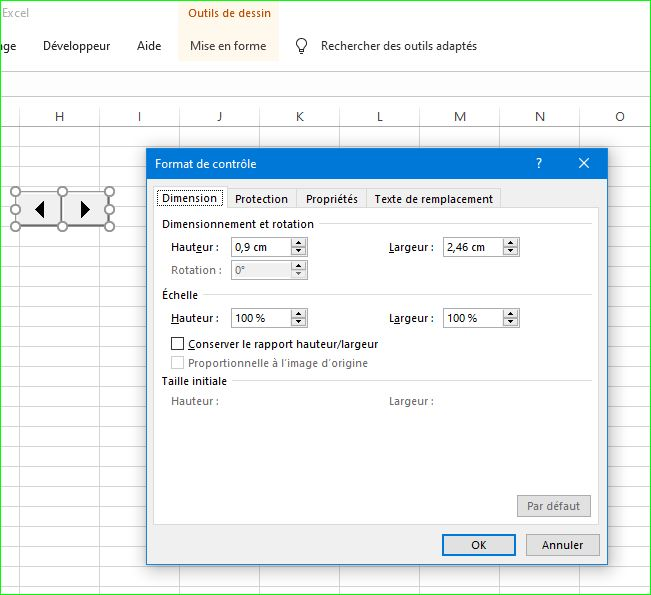 Excel Outils de dessin
ge Développeur Aide Mise en forme Rechercher des outils adaptés
H I J K L M N O
Format de contrôle ?
Dimension Protection Propriétés Texte de remplacement
Dimensionnement et rotation
Hauteur : 0,9 cm Largeur : 2,46 cm
Rotation : 0°
Échelle
Hauteur : 100 % Largeur : 100 %
Conserver le rapport hauteur/largeur
Proportionnelle à l'image d'origine
Taille initiale
Hauteur : Largeur :
Par défaut
OK Annuler